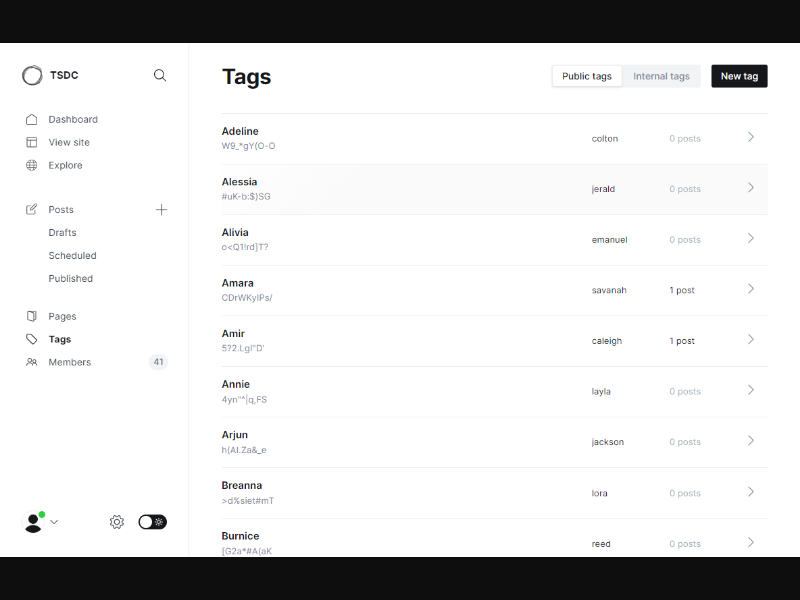 TSDC
Dashboard
View site
Explore
Posts
Drafts
Scheduled
Published
Pages
Tags
Members 41
Tags
Public tags Internal tags New tag
Adeline
W9_*gY(O-O
colton 0 posts
Alessia
#uK-b:$)SG
jerald 0 posts
Alivia
o<Q1!rd]T?
emanuel 0 posts
Amara
savanah 1 post
Amir
5?2.LgI"D'
caleigh 1 post
Annie
4yn"^|q,FS
layla 0 posts
Arjun
h(AI.Za&_e
jackson 0 posts
Breanna
>d%siet#mT
lora 0 posts
Burnice
[G2a*#A(aK
reed 0 posts